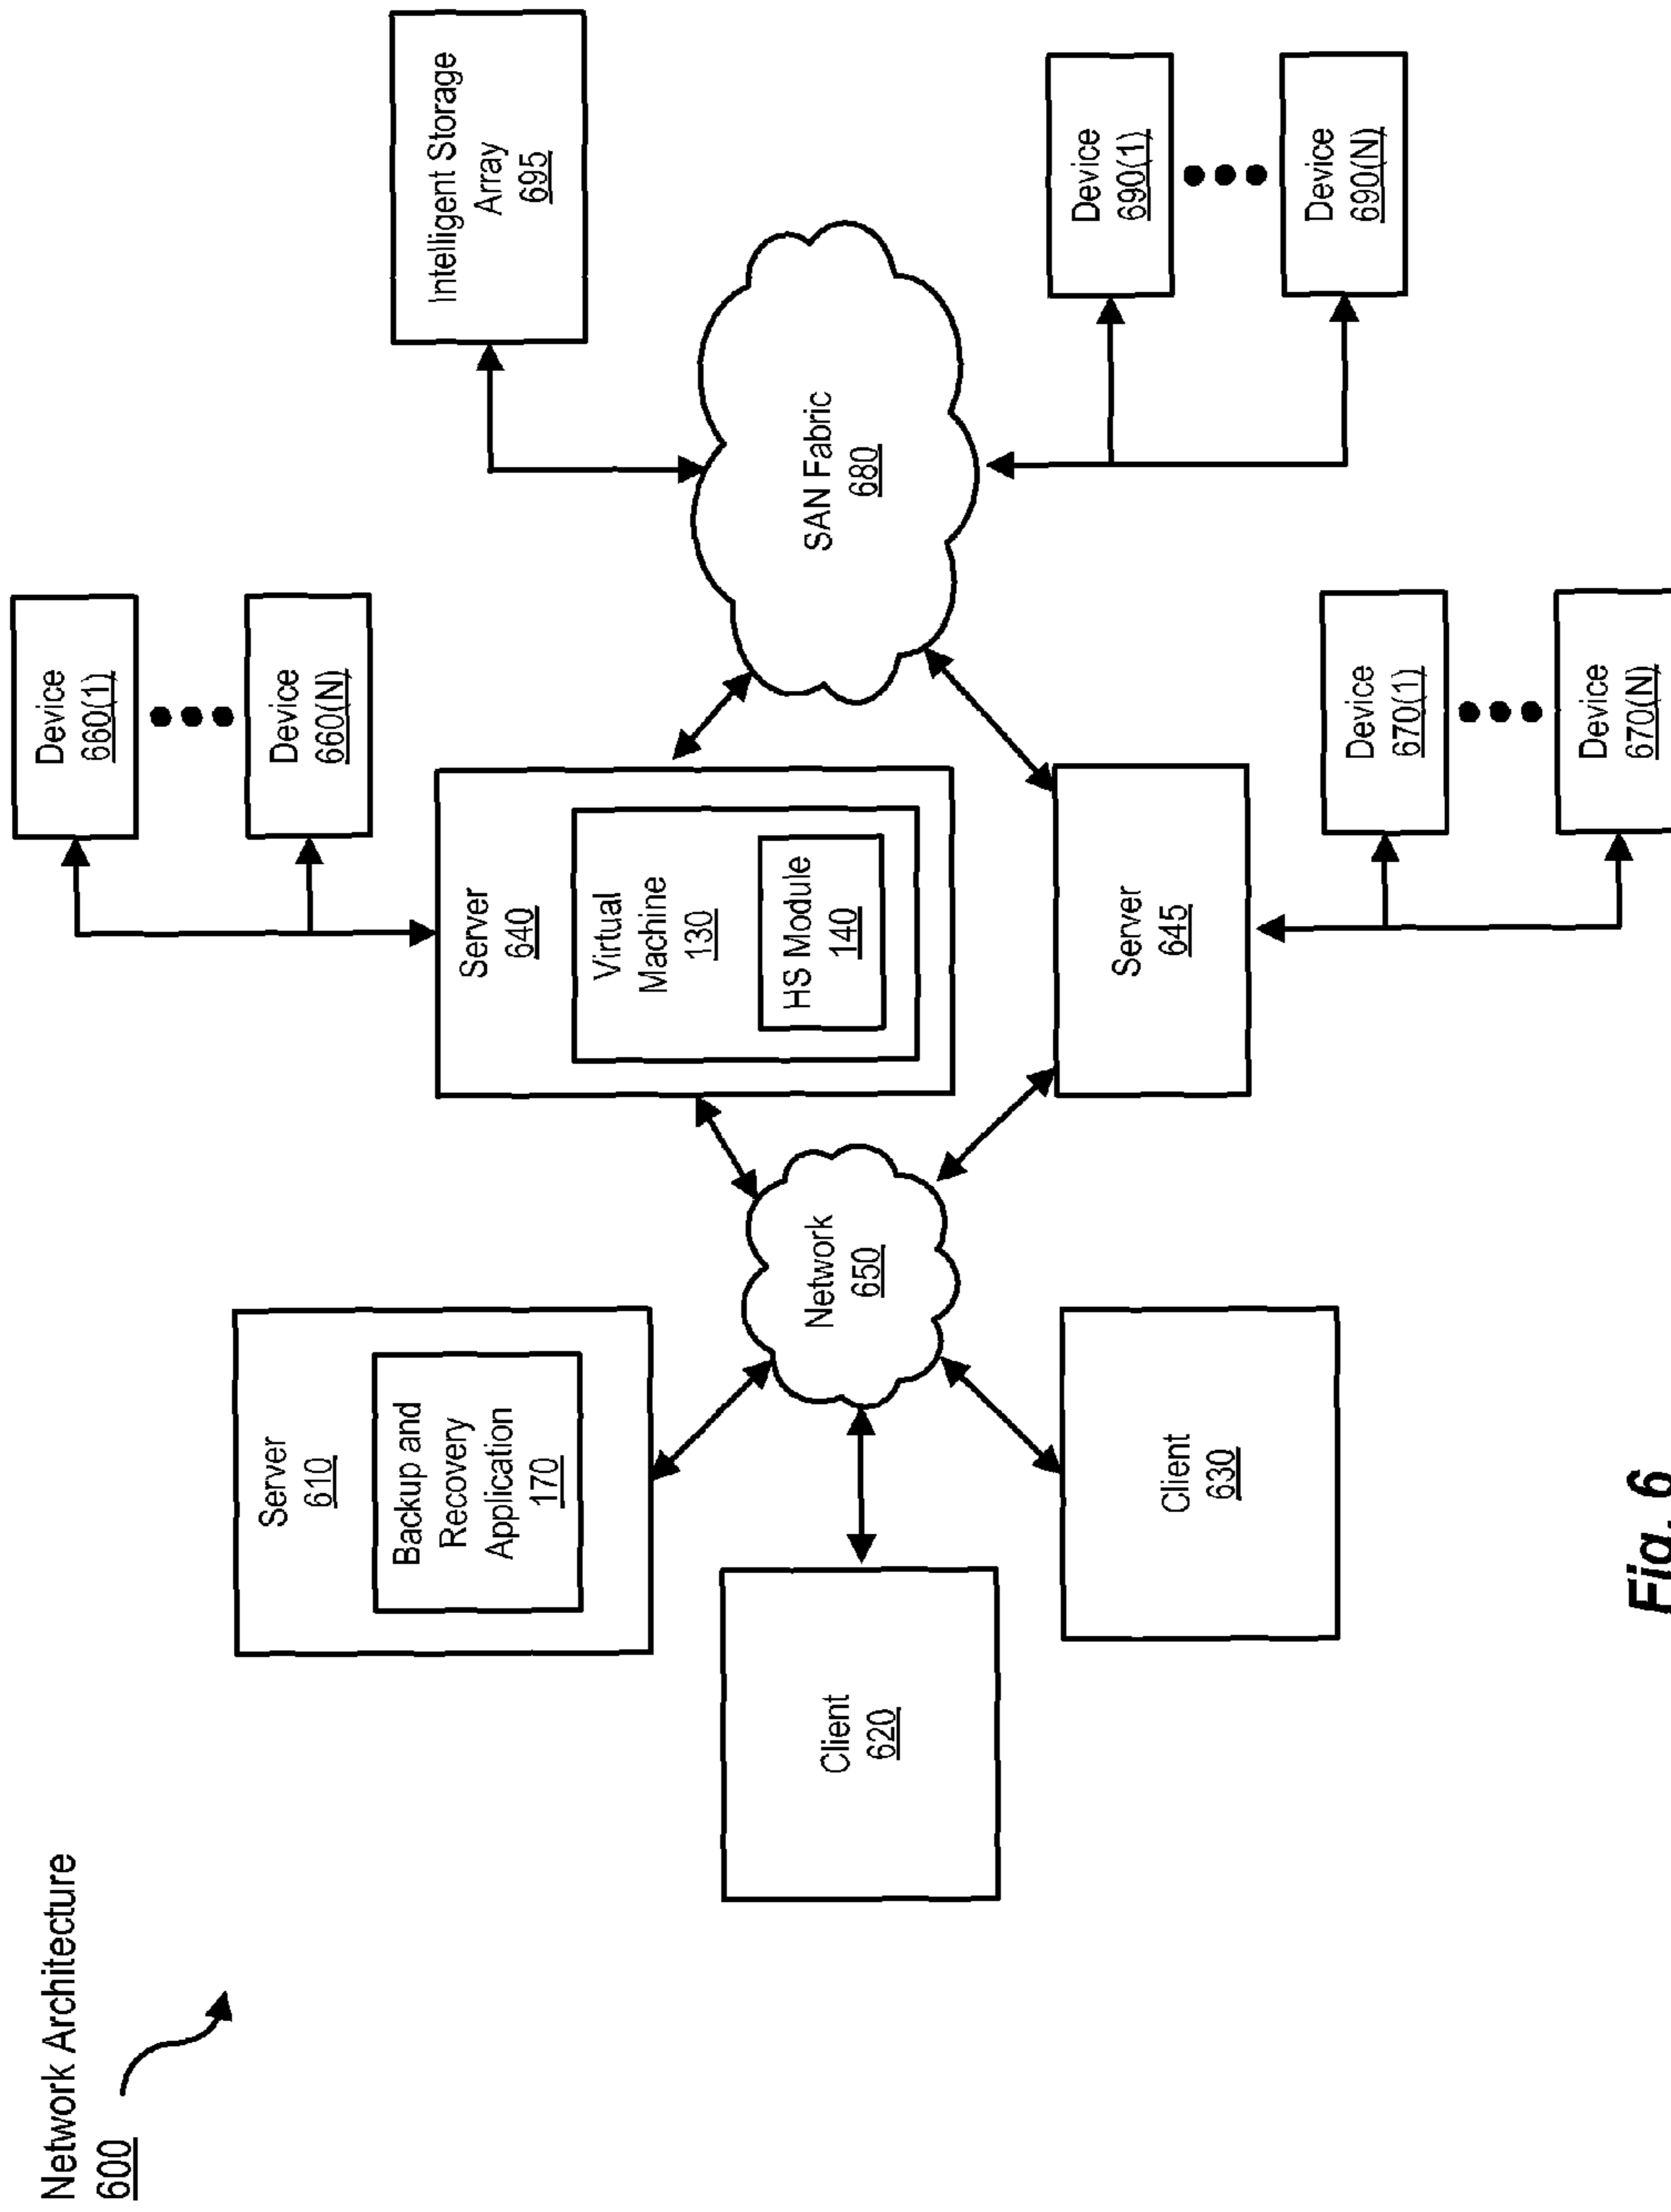 Network Architecture
600
Server
610
Backup and
Recovery
Application
170
Client
620
Client
630
Network
650
Device
660(1)
Device
660(N)
Server
640
Virtual
Machine
130
HS Module
140
Server
645
Device
670(1)
Device
670(N)
SAN Fabric
680
Intelligent Storage
Array
695
Device
690(1)
Device
690(N)
Fig. 6